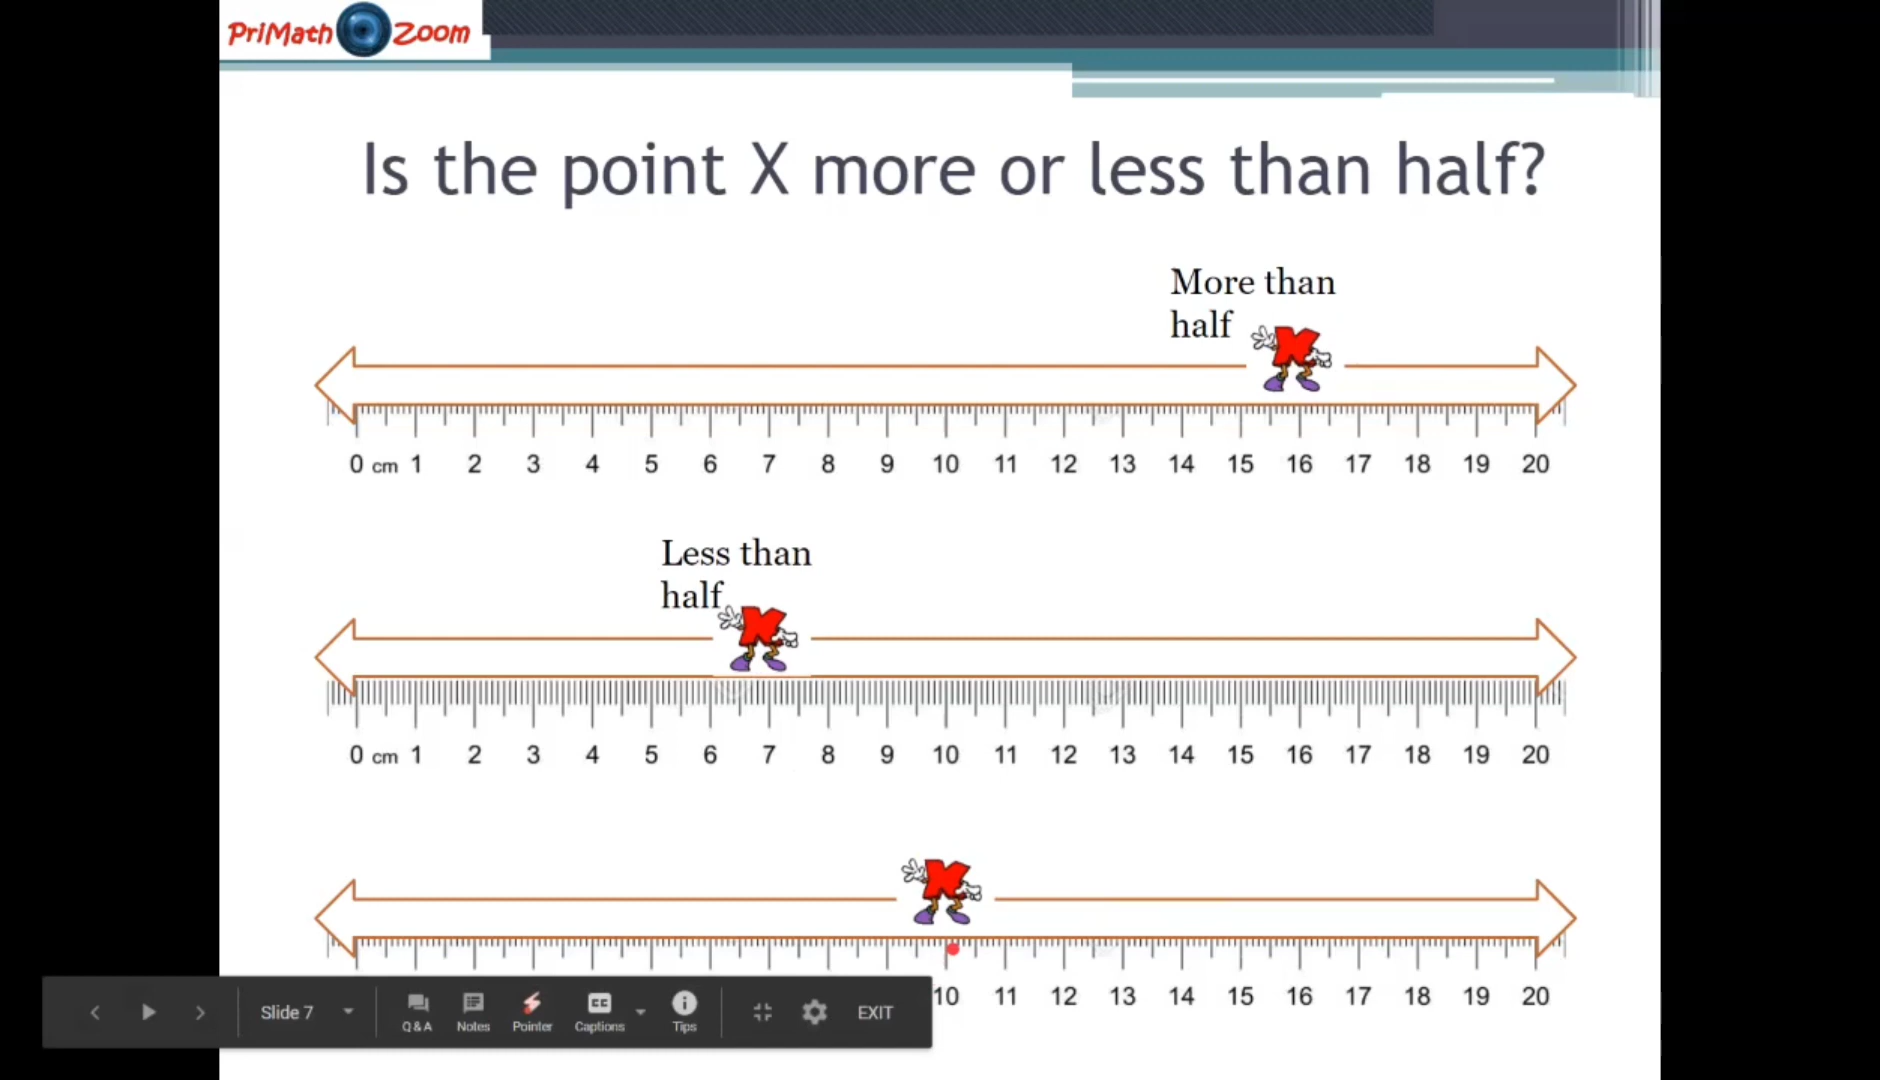 PriMath Zoom
Is the point X more or less than half?
More than
half
X
0 cm 1 2 3 4 5 6 7 8 9 10 11 12 13 14 15 16 17 18 19 20
Less than
half
X
0 cm 1 2 3 4 5 6 7 8 9 10 11 12 13 14 15 16 17 18 19 20
X
10 11 12 13 14 15 16 17 18 19 20
Slide 7
Q&A Notes Pointer CC Captions Tips EXIT